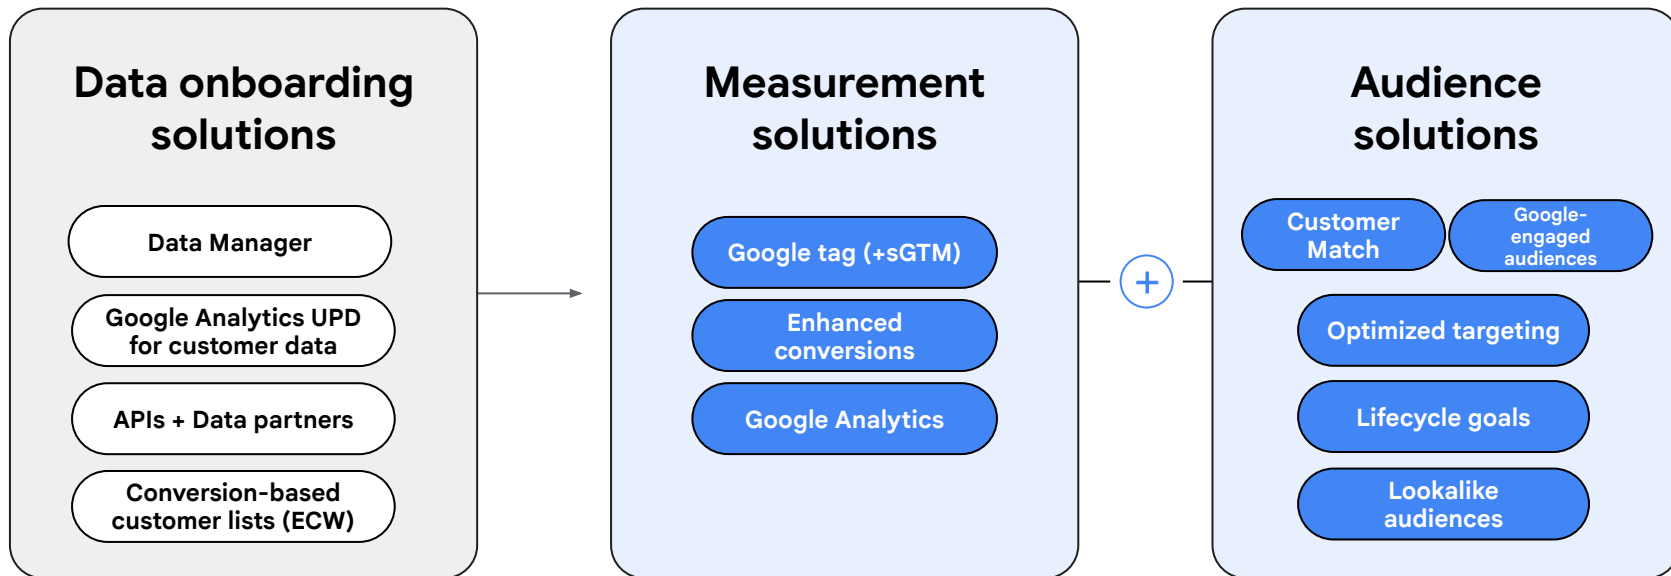 Data onboarding
solutions
Data Manager
Google Analytics UPD
for customer data
APIs + Data partners
Conversion-based
customer lists (ECW)
Measurement
solutions
Google tag (+sGTM)
Enhanced
conversions
Google Analytics
+
Audience
solutions
Customer
Match
Google-
engaged
audiences
Optimized targeting
Lifecycle goals
Lookalike
audiences